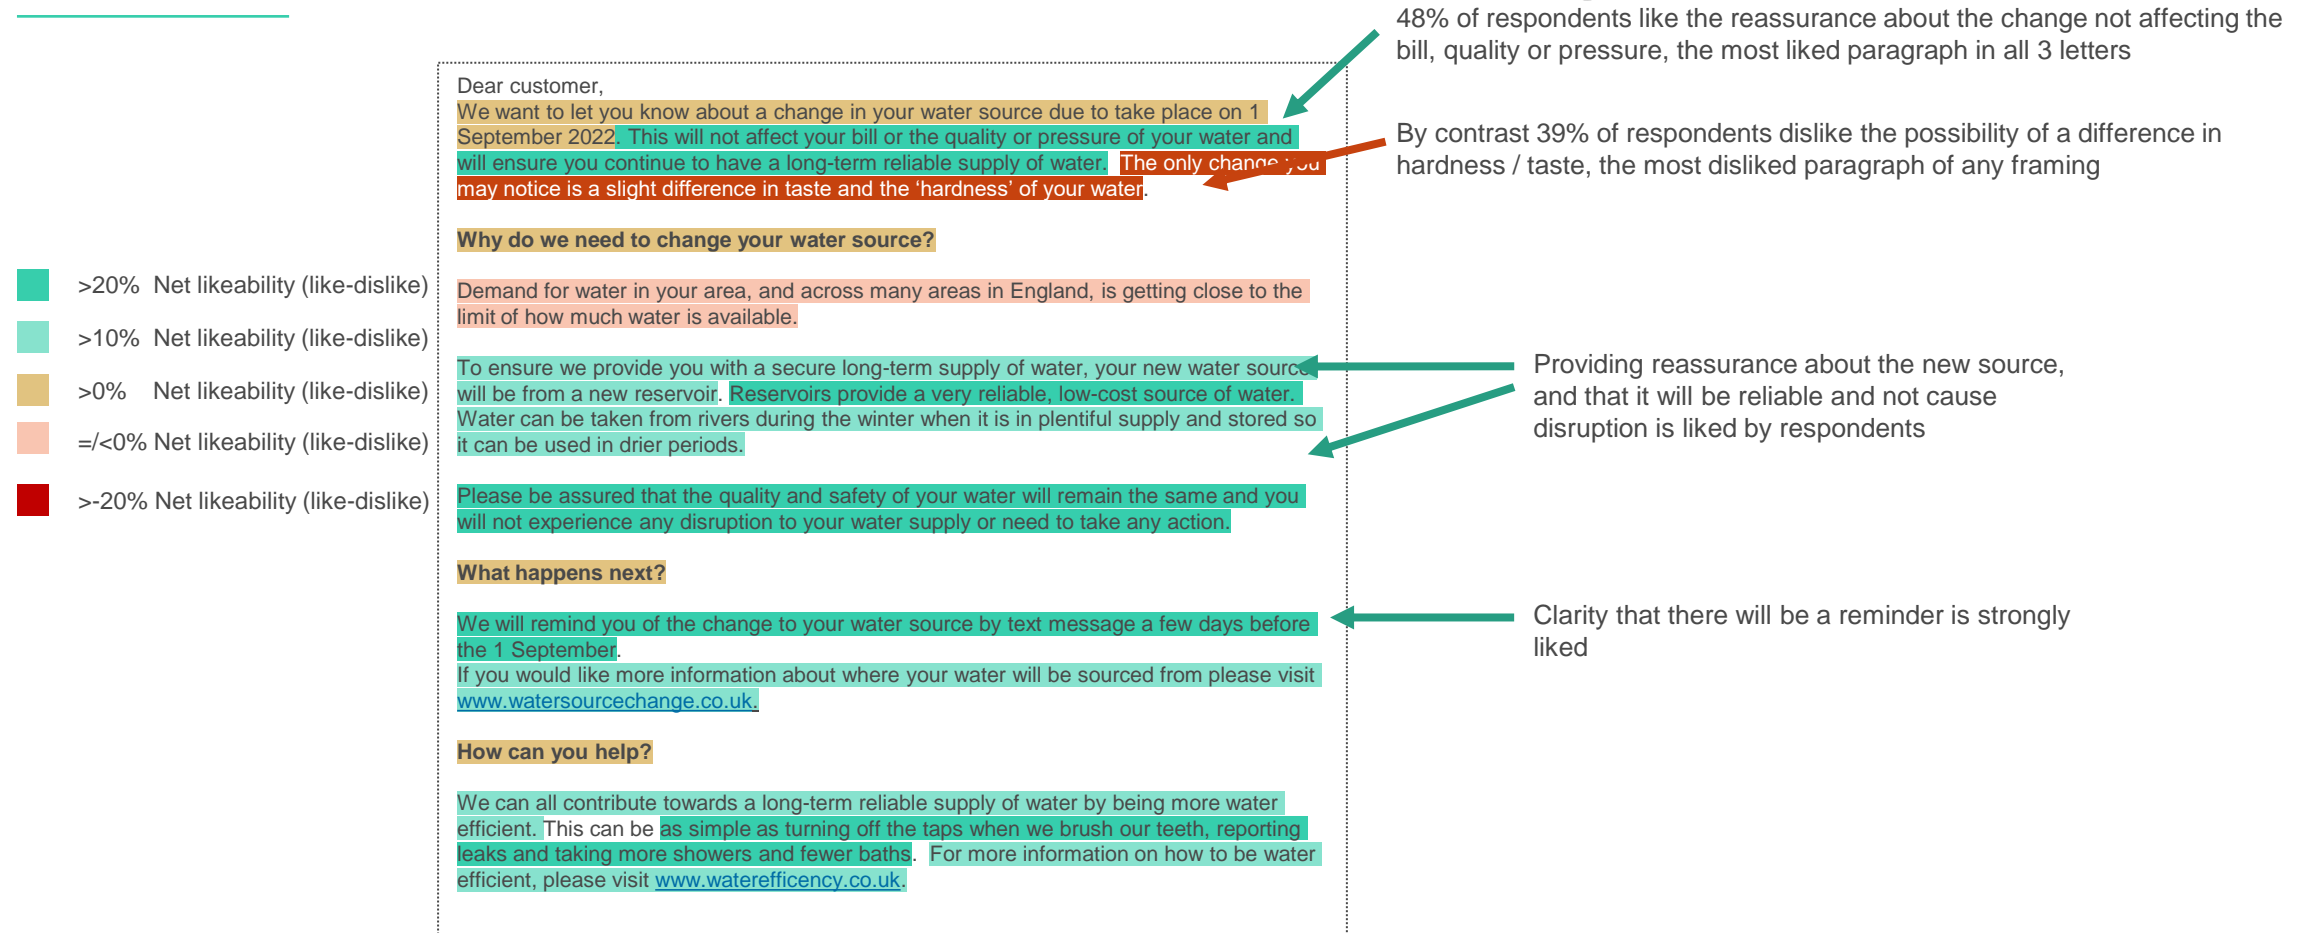 48% of respondents like the reassurance about the change not affecting the
bill, quality or pressure, the most liked paragraph in all 3 letters
Dear customer,
We want to let you know about a change in your water source due to take place on 1
September 2022. This will not affect your bill or the quality or pressure of your water and
will ensure you continue to have a long-term reliable supply of water. The only change you
may notice is a slight difference in taste and the ‘hardness’ of your water.
By contrast 39% of respondents dislike the possibility of a difference in
hardness / taste, the most disliked paragraph of any framing
Why do we need to change your water source?
>20% Net likeability (like-dislike)
>10% Net likeability (like-dislike)
>0% Net likeability (like-dislike)
=/<0% Net likeability (like-dislike)
>-20% Net likeability (like-dislike)
Demand for water in your area, and across many areas in England, is getting close to the
limit of how much water is available.
To ensure we provide you with a secure long-term supply of water, your new water source
will be from a new reservoir. Reservoirs provide a very reliable, low-cost source of water.
Water can be taken from rivers during the winter when it is in plentiful supply and stored so
it can be used in drier periods.
Providing reassurance about the new source,
and that it will be reliable and not cause
disruption is liked by respondents
Please be assured that the quality and safety of your water will remain the same and you
will not experience any disruption to your water supply or need to take any action.
What happens next?
We will remind you of the change to your water source by text message a few days before
the 1 September.
If you would like more information about where your water will be sourced from please visit
www.watersourcechange.co.uk.
Clarity that there will be a reminder is strongly
liked
How can you help?
We can all contribute towards a long-term reliable supply of water by being more water
efficient. This can be as simple as turning off the taps when we brush our teeth, reporting
leaks and taking more showers and fewer baths. For more information on how to be water
efficient, please visit www.waterefficency.co.uk.